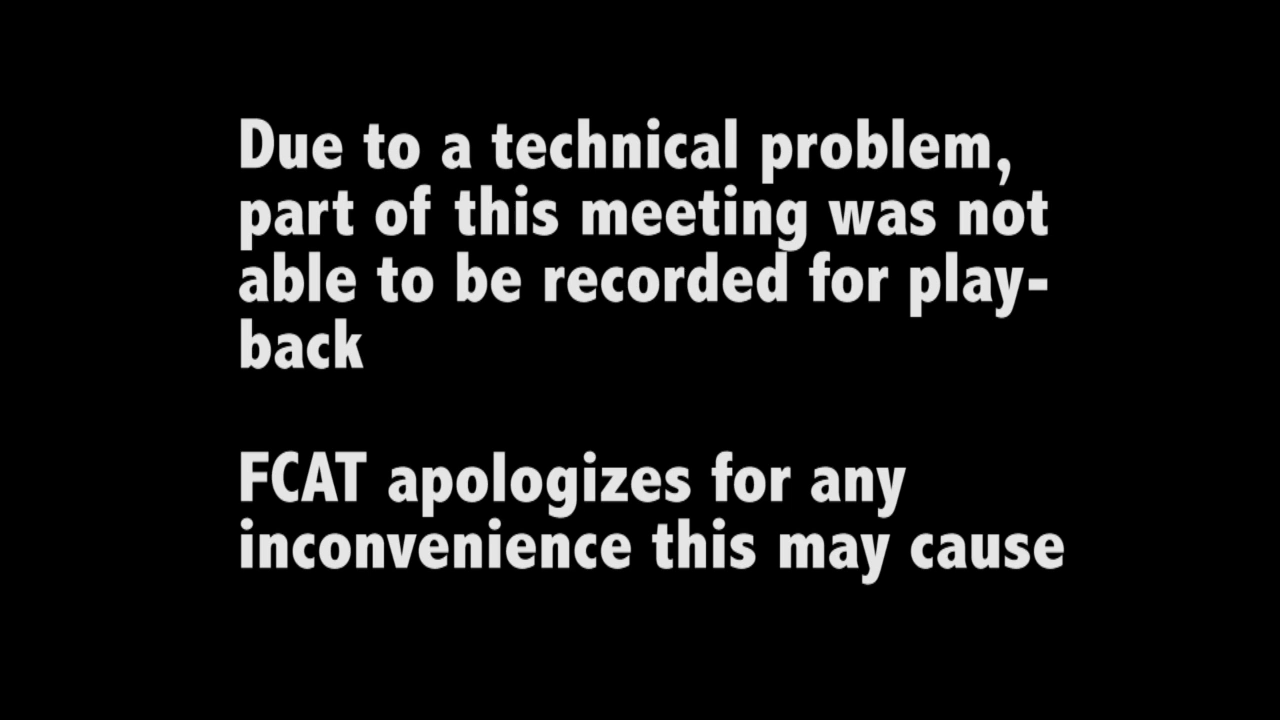 Due to a technical problem,
part of this meeting was not
able to be recorded for play-
back
FCAT apologizes for any
inconvenience this may cause